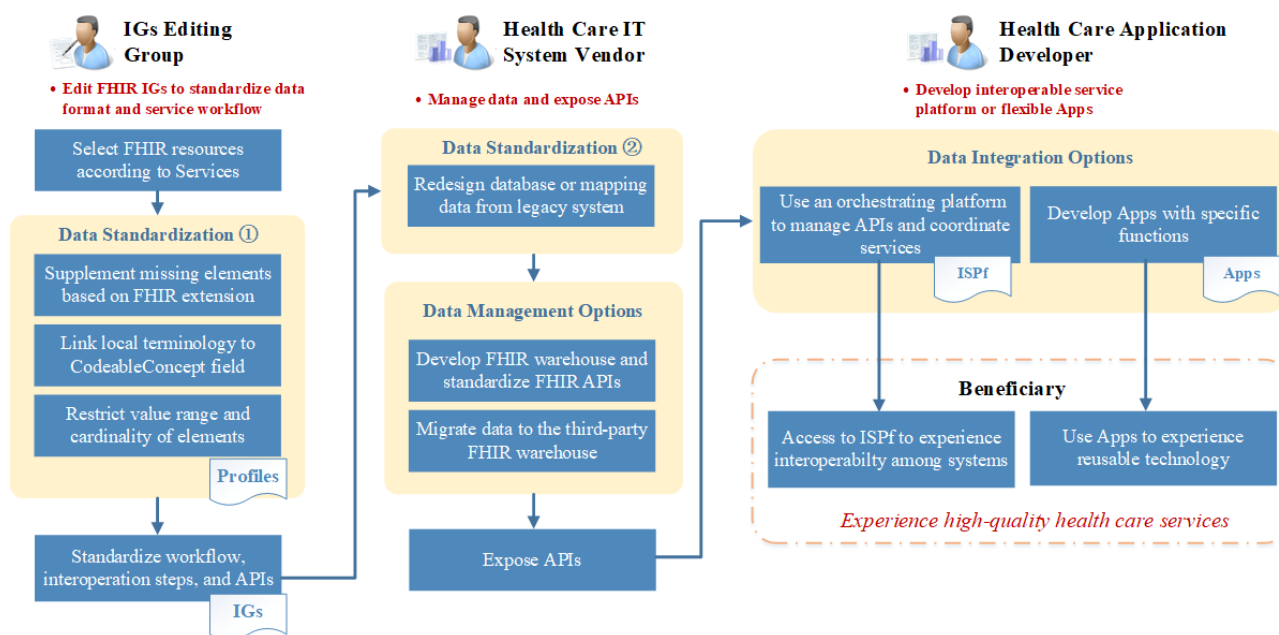 IGs Editing
Group
• Edit FHIR IGs to standardize data
format and service workflow
Select FHIR resources
according to Services
Data Standardization ①
Supplement missing elements
based on FHIR extension
Link local terminology to
CodeableConcept field
Restrict value range and
cardinality of elements
Profiles
Standardize workflow,
interoperation steps, and APIs
IGs
Health Care IT
System Vendor
• Manage data and expose APIs
Data Standardization ②
Redesign database or mapping
data from legacy system
Data Management Options
Develop FHIR warehouse and
standardize FHIR APIs
Migrate data to the third-party
FHIR warehouse
Expose APIs
Health Care Application
Developer
• Develop interoperable service
platform or flexible Apps
Data Integration Options
Use an orchestrating platform
to manage APIs and coordinate
services
ISPf
Develop Apps with specific
functions
Apps
Beneficiary
Access to ISPf to experience
interoperabilty among systems
Use Apps to experience
reusable technology
Experience high-quality health care services